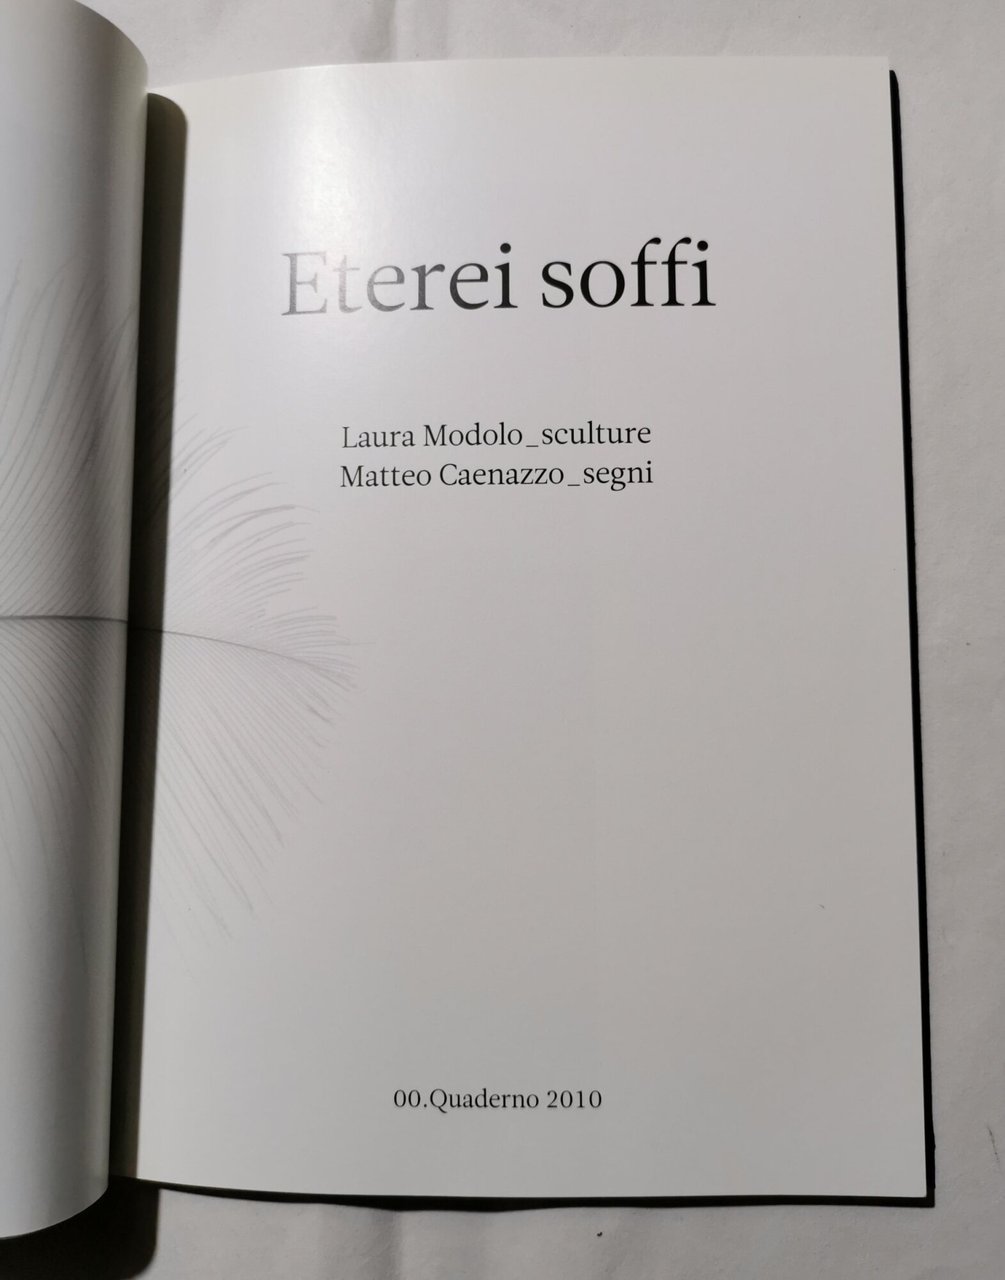 Eterei soffi
Laura Modolo_sculture
Matteo Caenazzo_segni
00.Quaderno 2010